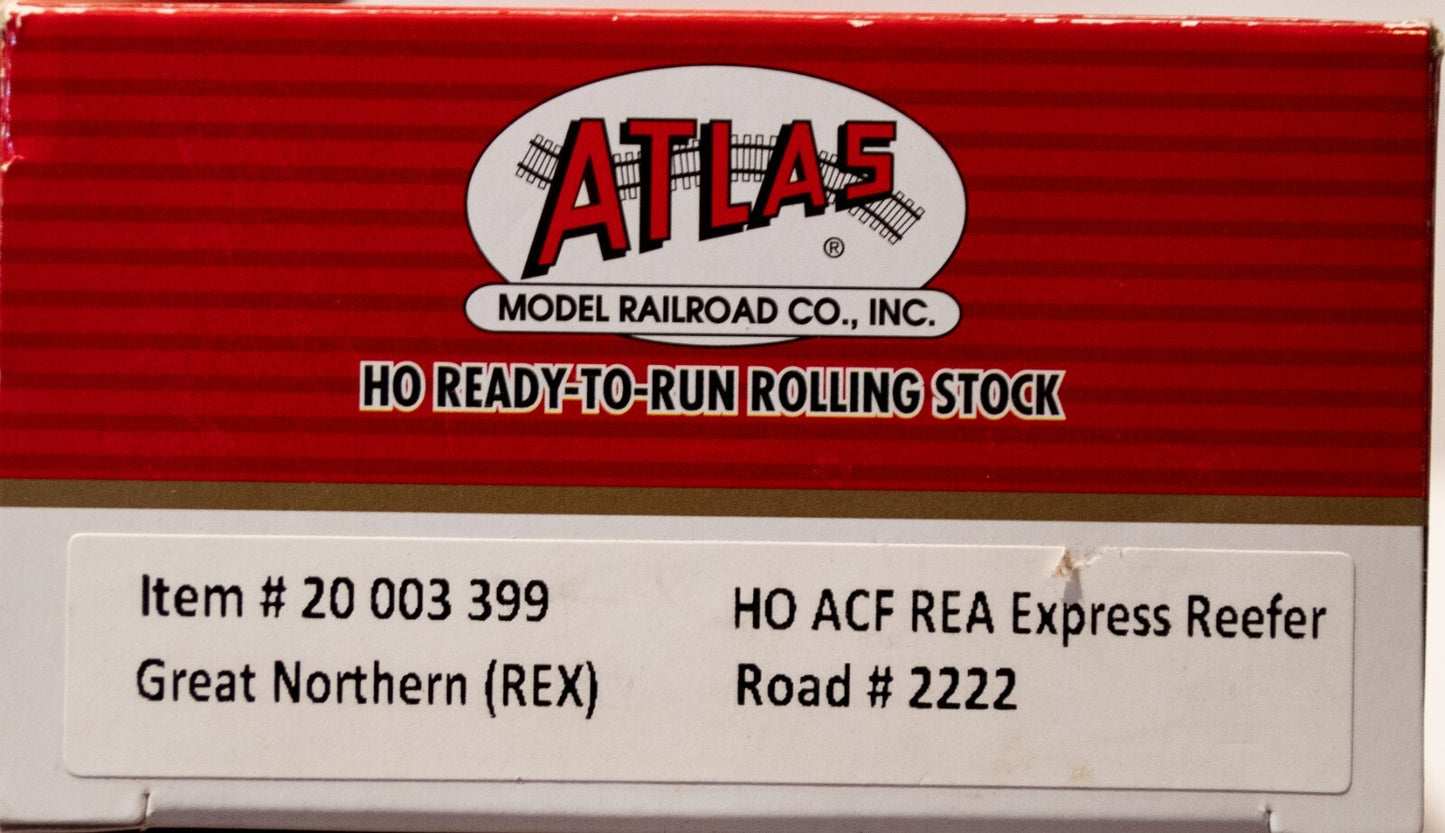 ATLAS
®
MODEL RAILROAD CO., INC.
HO READY-TO-RUN ROLLING STOCK
Item # 20 003 399
HO ACF REA Express Reefer
Great Northern (REX)
Road # 2222